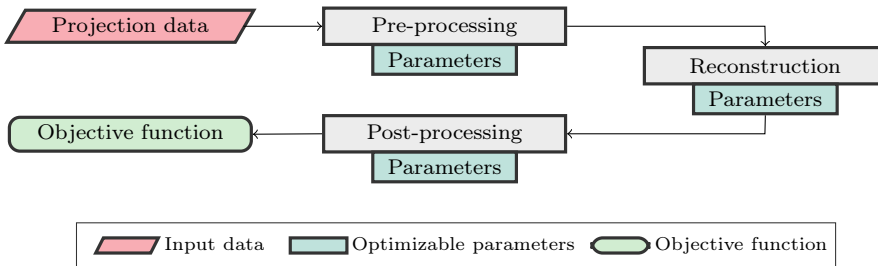 Projection data
Pre-processing
Parameters
Reconstruction
Parameters
Objective function
Post-processing
Parameters
Input data
Optimizable parameters
Objective function